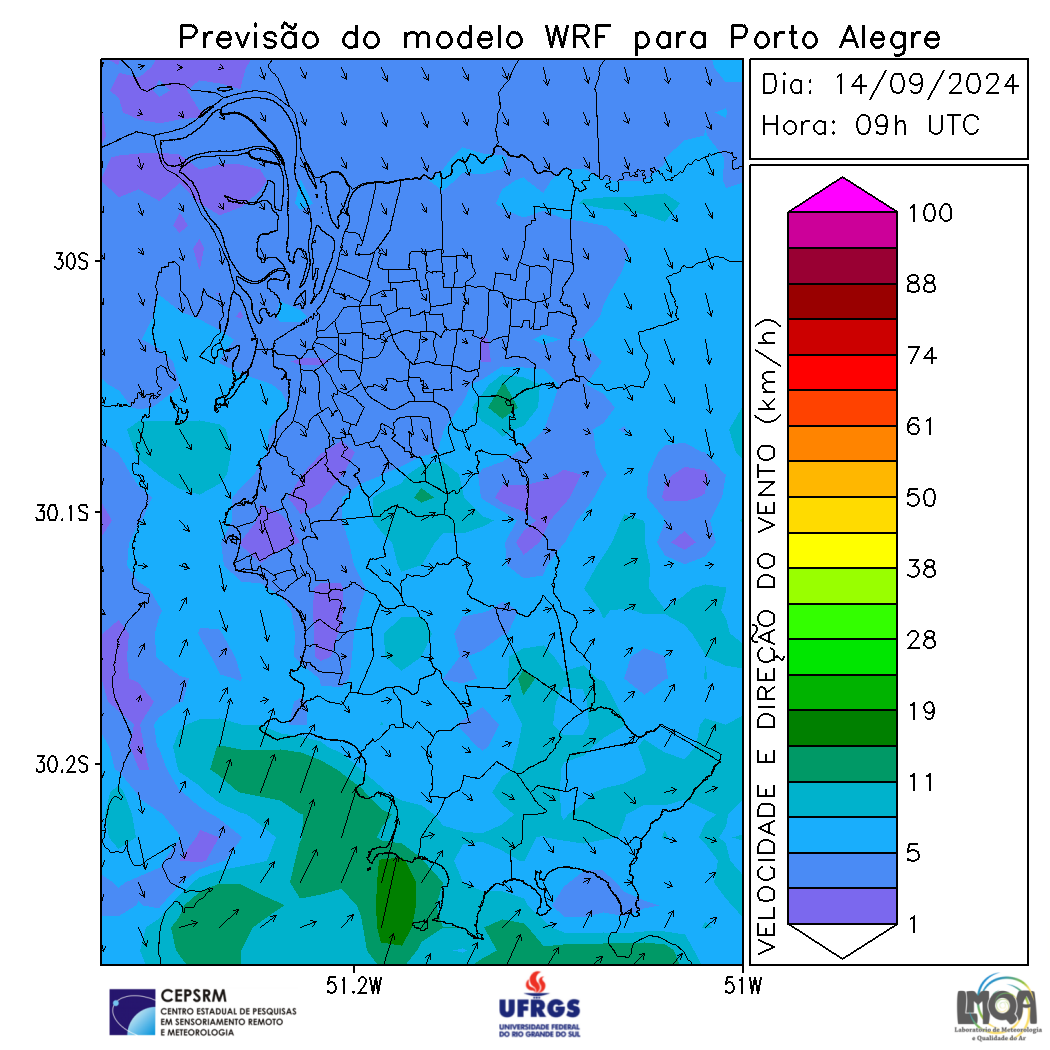 Previsão do modelo WRF para Porto Alegre
Dia: 14/09/2024
Hora: 09h UTC
30S
30.1S
30.2S
51.2W
51W
VELOCIDADE E DIREÇÃO DO VENTO (km/h)
100
88
74
61
50
38
28
19
11
5
1
CEPSRM
CENTRO ESTADUAL DE PESQUISAS
EM SENSORIAMENTO REMOTO
E METEOROLOGIA
UFRGS
UNIVERSIDADE FEDERAL
DO RIO GRANDE DO SUL
LMQA
Laboratório de Meteorologia
e Qualidade do Ar